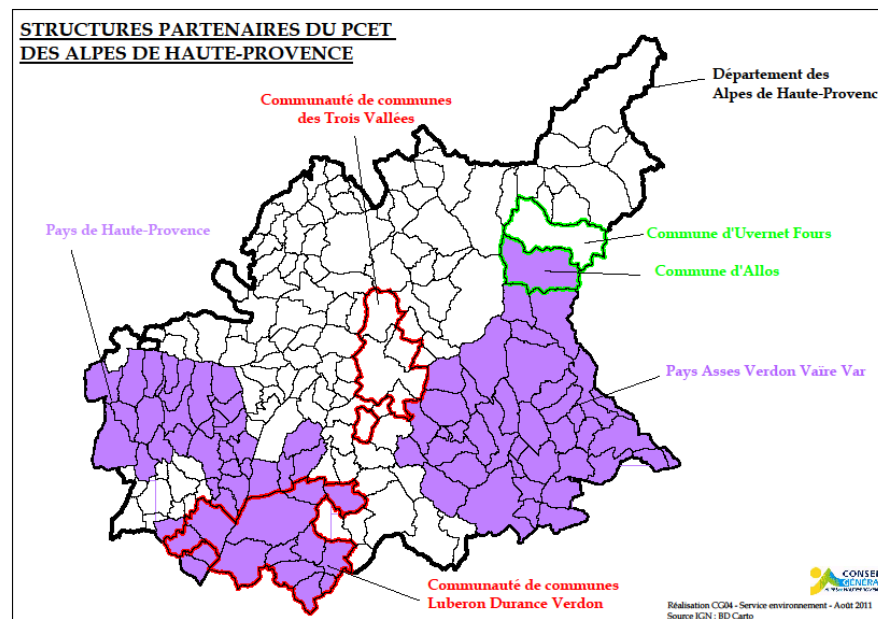 STRUCTURES PARTENAIRES DU PCET
DES ALPES DE HAUTE-PROVENCE
Département des
Alpes de Haute-Provenc
Communauté de communes
des Trois Vallées
Pays de Haute-Provence
Commune d'Uvernet Fours
Commune d'Allos
Pays Asses Verdon Vaïre Var
Communauté de communes
Luberon Durance Verdon
CONSEI
GÉNÉRA
Réalisation CG04 - Service environnement - Août 2011
Source IGN : BD Carto